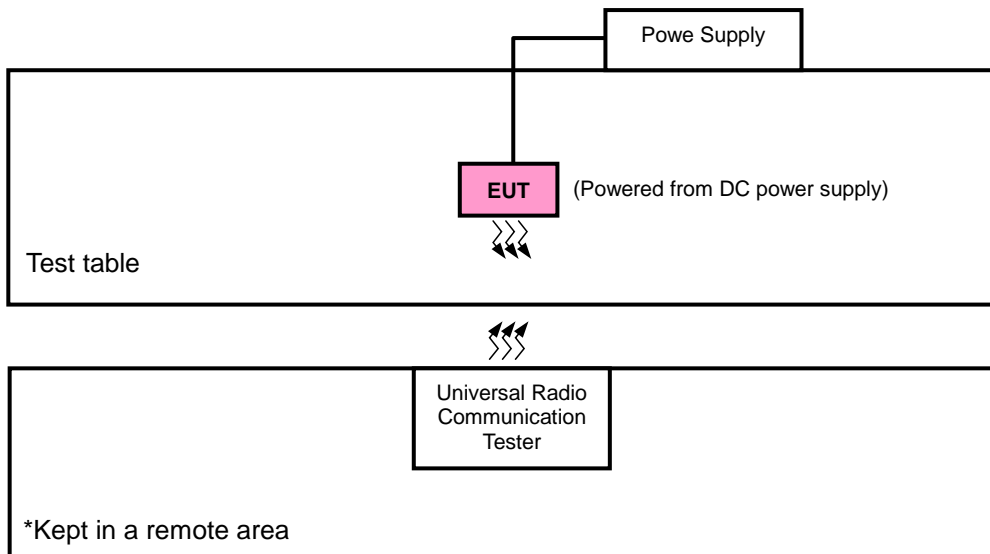 Powe Supply
EUT
(Powered from DC power supply)
Test table
Universal Radio
Communication
Tester
*Kept in a remote area